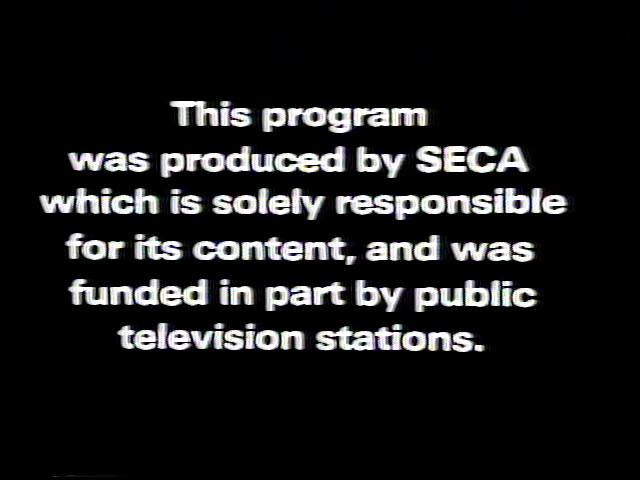 This program
was produced by SECA
which is solely responsible
for its content, and was
funded in part by public
television stations.